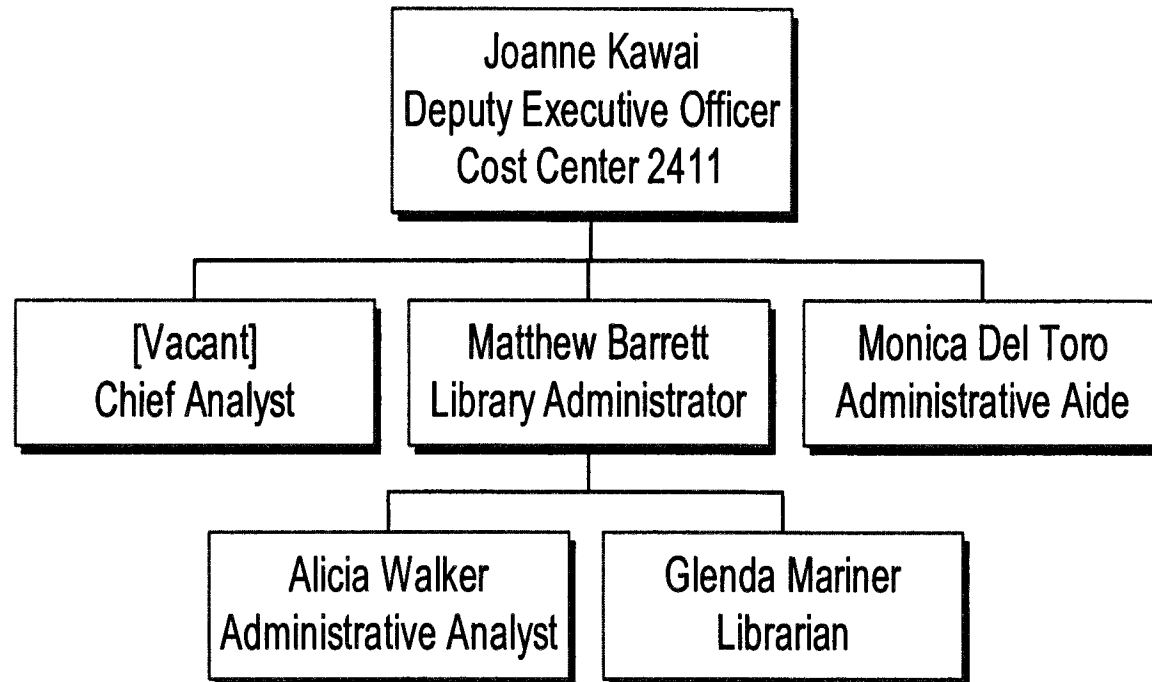 Joanne Kawai
Deputy Executive Officer
Cost Center 2411
[Vacant]
Chief Analyst
Matthew Barrett
Library Administrator
Monica Del Toro
Administrative Aide
Alicia Walker
Administrative Analyst
Glenda Mariner
Librarian